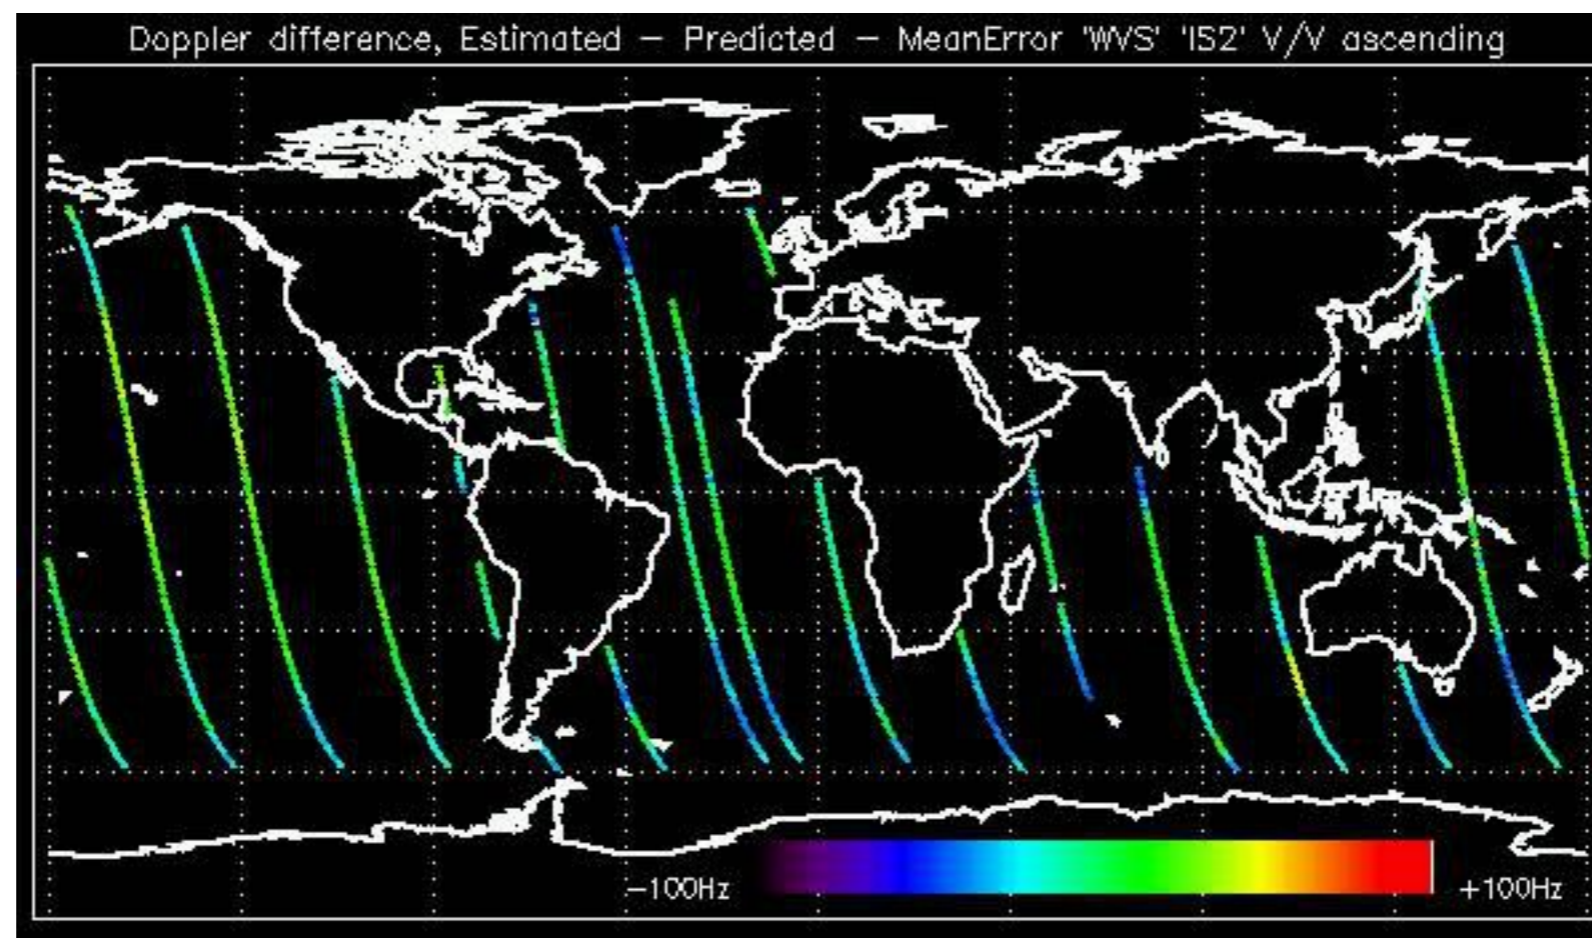 Doppler difference, Estimated – Predicted – MeanError 'WVS' 'IS2' V/V ascending
–100Hz
+100Hz